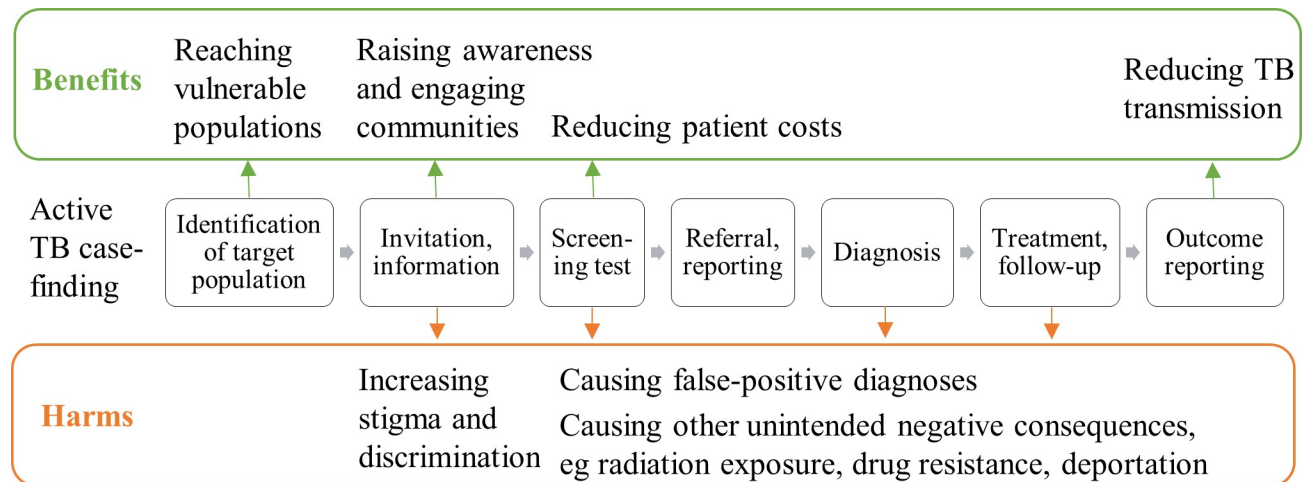 Benefits
Reaching
vulnerable
populations
Raising awareness
and engaging
communities
Reducing patient costs
Reducing TB
transmission
Active
TB case-
finding
Identification
of target
population
Invitation,
information
Screen-
ing test
Referral,
reporting
Diagnosis
Treatment,
follow-up
Outcome
reporting
Harms
Increasing
stigma and
discrimination
Causing false-positive diagnoses
Causing other unintended negative consequences,
eg radiation exposure, drug resistance, deportation